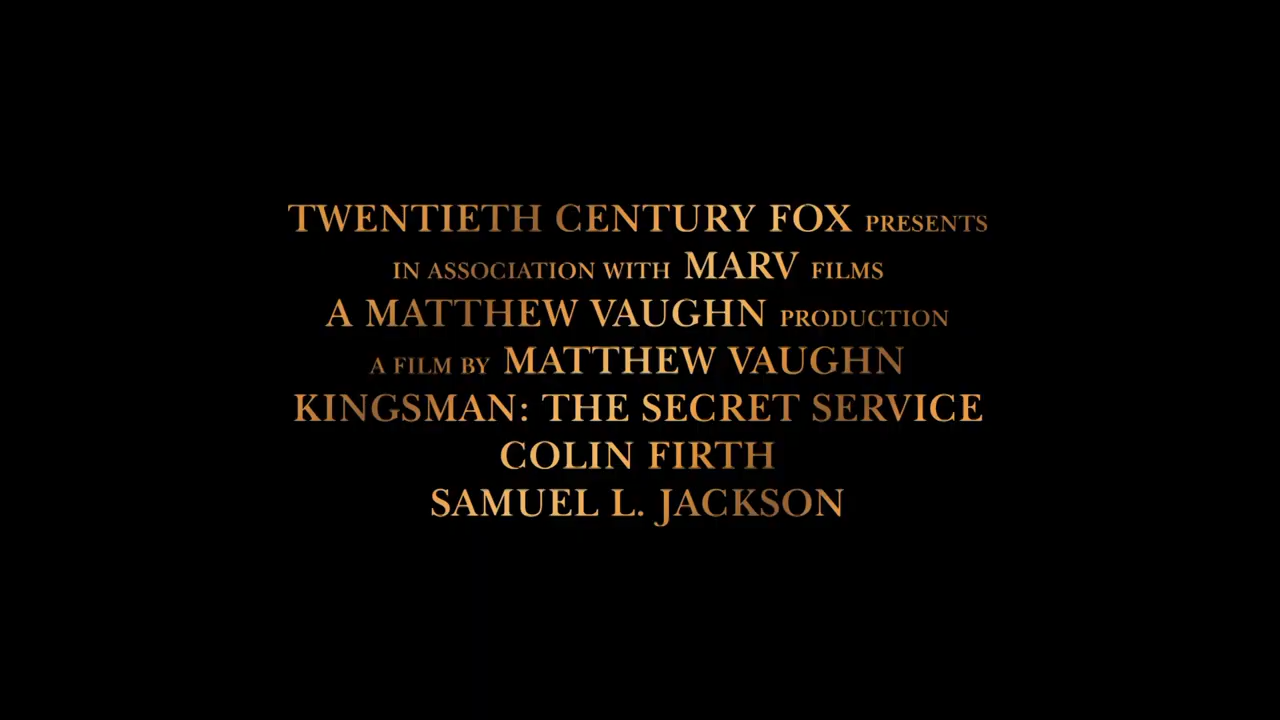 TWENTIETH CENTURY FOX PRESENTS
IN ASSOCIATION WITH MARV FILMS
A MATTHEW VAUGHN PRODUCTION
A FILM BY MATTHEW VAUGHN
KINGSMAN: THE SECRET SERVICE
COLIN FIRTH
SAMUEL L. JACKSON